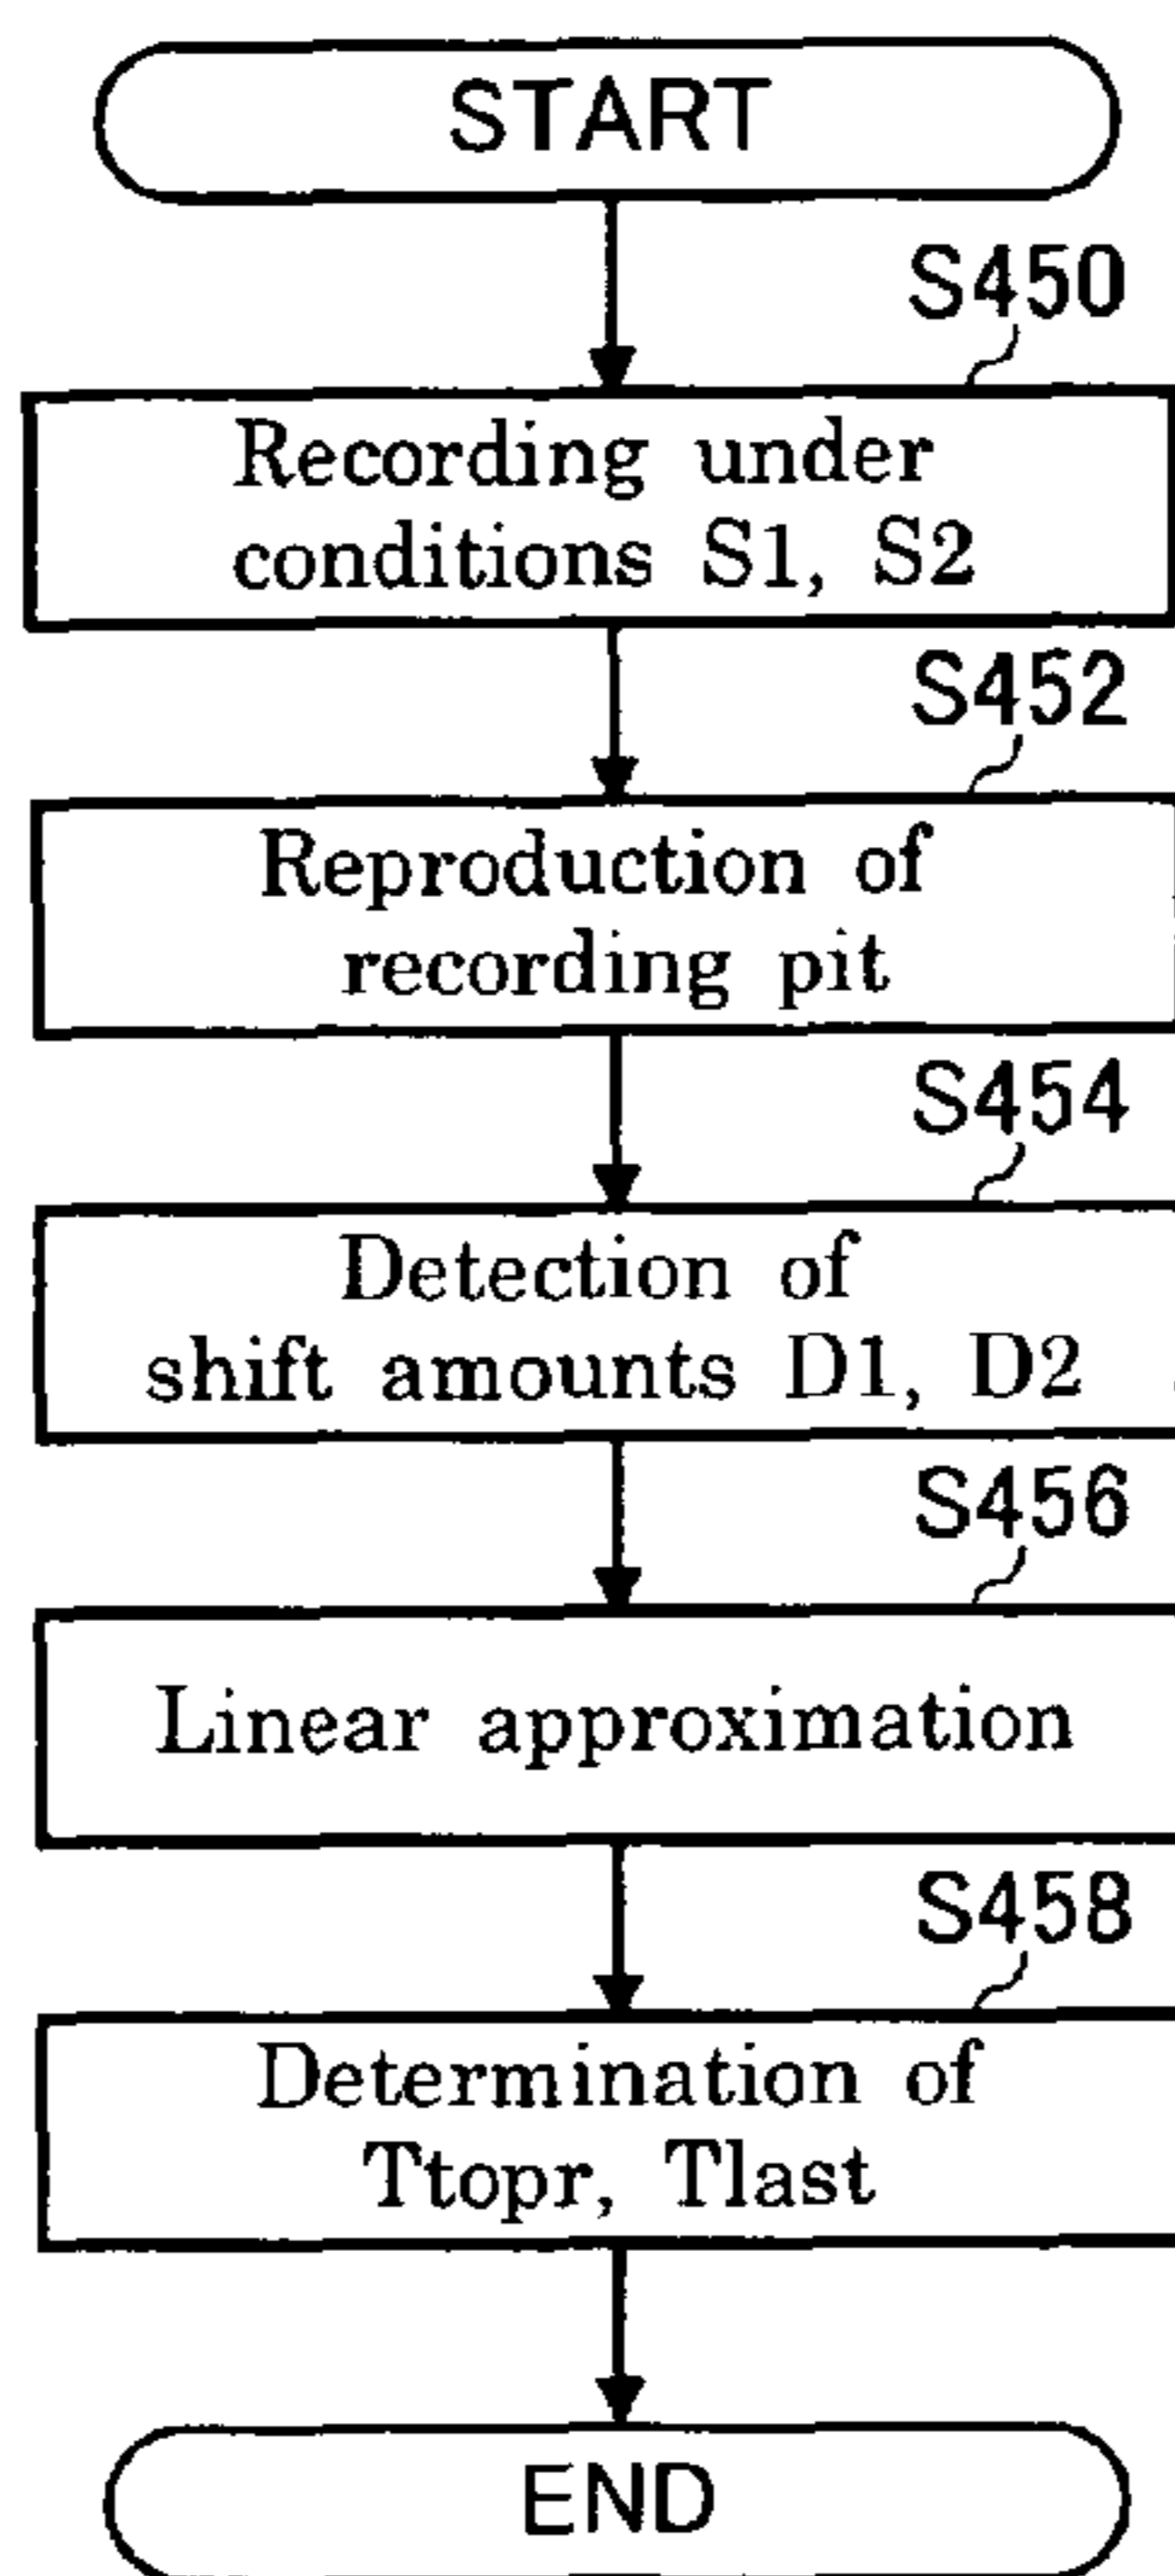 START
S450
Recording under
conditions S1, S2
S452
Reproduction of
recording pit
S454
Detection of
shift amounts D1, D2
S456
Linear approximation
S458
Determination of
Ttopr, Tlast
END